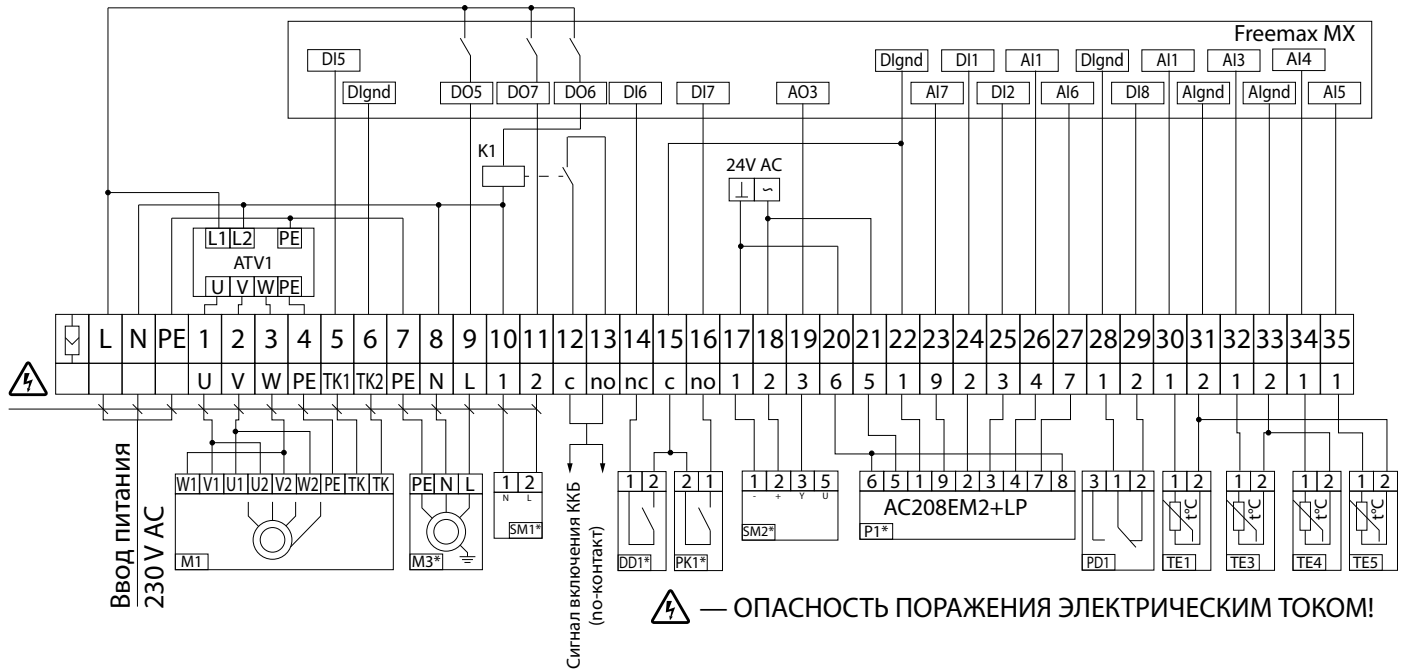 Freemax MX
DI5
DIgnd
DI1
AI1
DIgnd
AI1
AI3
AI4
DIgnd
DO5
DO7
DO6
DI6
DI7
AO3
AI7
DI2
AI6
DI8
AIgnd
AIgnd
AI5
K1
24V AC
⊥ ~
L1 L2 PE
ATV1
U V W PE
L N PE 1 2 3 4 5 6 7 8 9 10 11 12 13 14 15 16 17 18 19 20 21 22 23 24 25 26 27 28 29 30 31 32 33 34 35
U V W PE TK1 TK2 PE N L 1 2 c no nc c no 1 2 3 6 5 1 9 2 3 4 7 1 2 1 2 1 2 1 1
Ввод питания
230 V AC
W1 V1 U1 U2 V2 W2 PE TK TK
M1
PE N L
M3*
1 2
N L
SM1*
Сигнал включения ККБ
(no-контакт)
1 2
DD1*
2 1
PK1*
1 2 3 5
- + Y U
SM2*
6 5 1 9 2 3 4 7 8
AC208EM2+LP
P1*
3 1 2
PD1
1 2
t°C
TE1
1 2
t°C
TE3
1 2
t°C
TE4
1 2
t°C
TE5
— ОПАСНОСТЬ ПОРАЖЕНИЯ ЭЛЕКТРИЧЕСКИМ ТОКОМ!